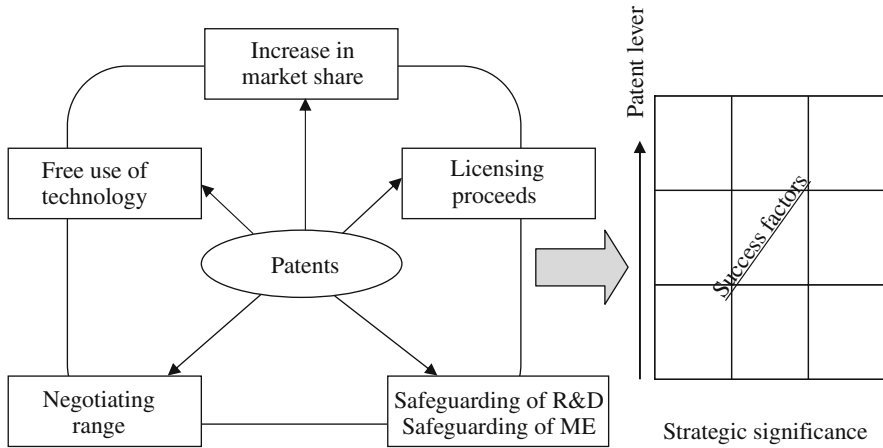 Increase in
market share
Free use of
technology
Licensing
proceeds
Patents
Negotiating
range
Safeguarding of R&D
Safeguarding of ME
Patent lever
Success factors
Strategic significance